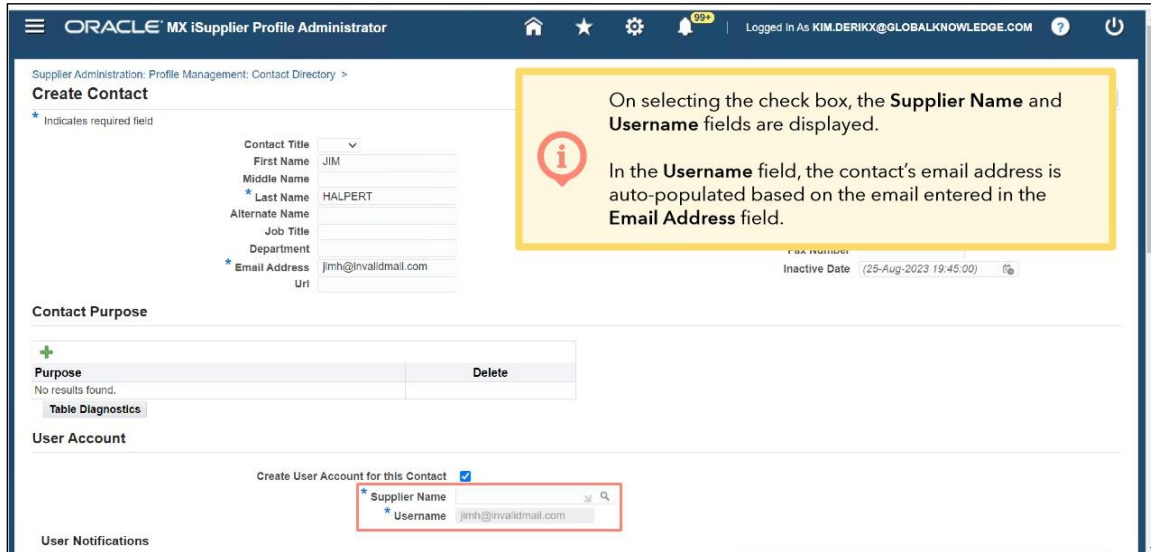 ORACLE MX iSupplier Profile Administrator
99+
Logged In As KIM.DERIKX@GLOBALKNOWLEDGE.COM
?
Supplier Administration: Profile Management: Contact Directory >
Create Contact
* Indicates required field
On selecting the check box, the Supplier Name and
Username fields are displayed.
In the Username field, the contact's email address is
auto-populated based on the email entered in the
Email Address field.
Contact Title
First Name JIM
Middle Name
* Last Name HALPERT
Alternate Name
Job Title
Department
Fax Number
* Email Address jimh@invalidmail.com
Inactive Date (25-Aug-2023 19:45:00)
Url
Contact Purpose
Purpose Delete
No results found.
Table Diagnostics
User Account
Create User Account for this Contact
* Supplier Name
* Username jimh@invalidmail.com
User Notifications